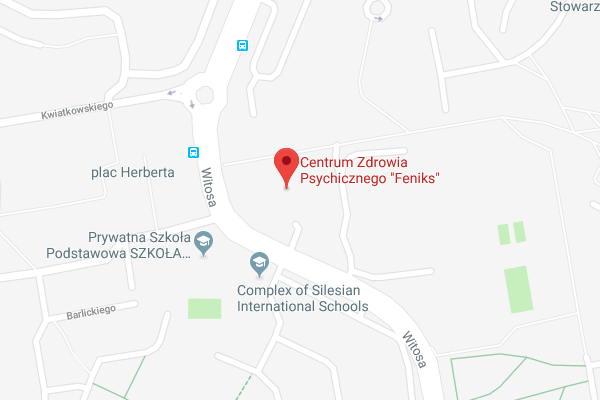 Stowarz
Kwiatkowskiego
Centrum Zdrowia
Psychicznego "Feniks"
plac Herberta
Witosa
Prywatna Szkoła
Podstawowa SZKOŁA...
Complex of Silesian
International Schools
Barlickiego
Witosa